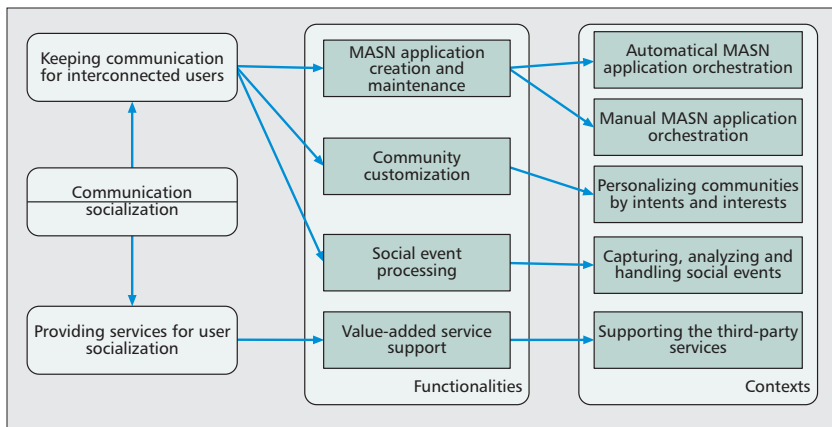 Keeping communication
for interconnected users
Communication
socialization
Providing services for user
socialization
MASN application
creation and
maintenance
Community
customization
Social event
processing
Value-added service
support
Functionalities
Automatical MASN
application orchestration
Manual MASN application
orchestration
Personalizing communities
by intents and interests
Capturing, analyzing and
handling social events
Supporting the third-party
services
Contexts